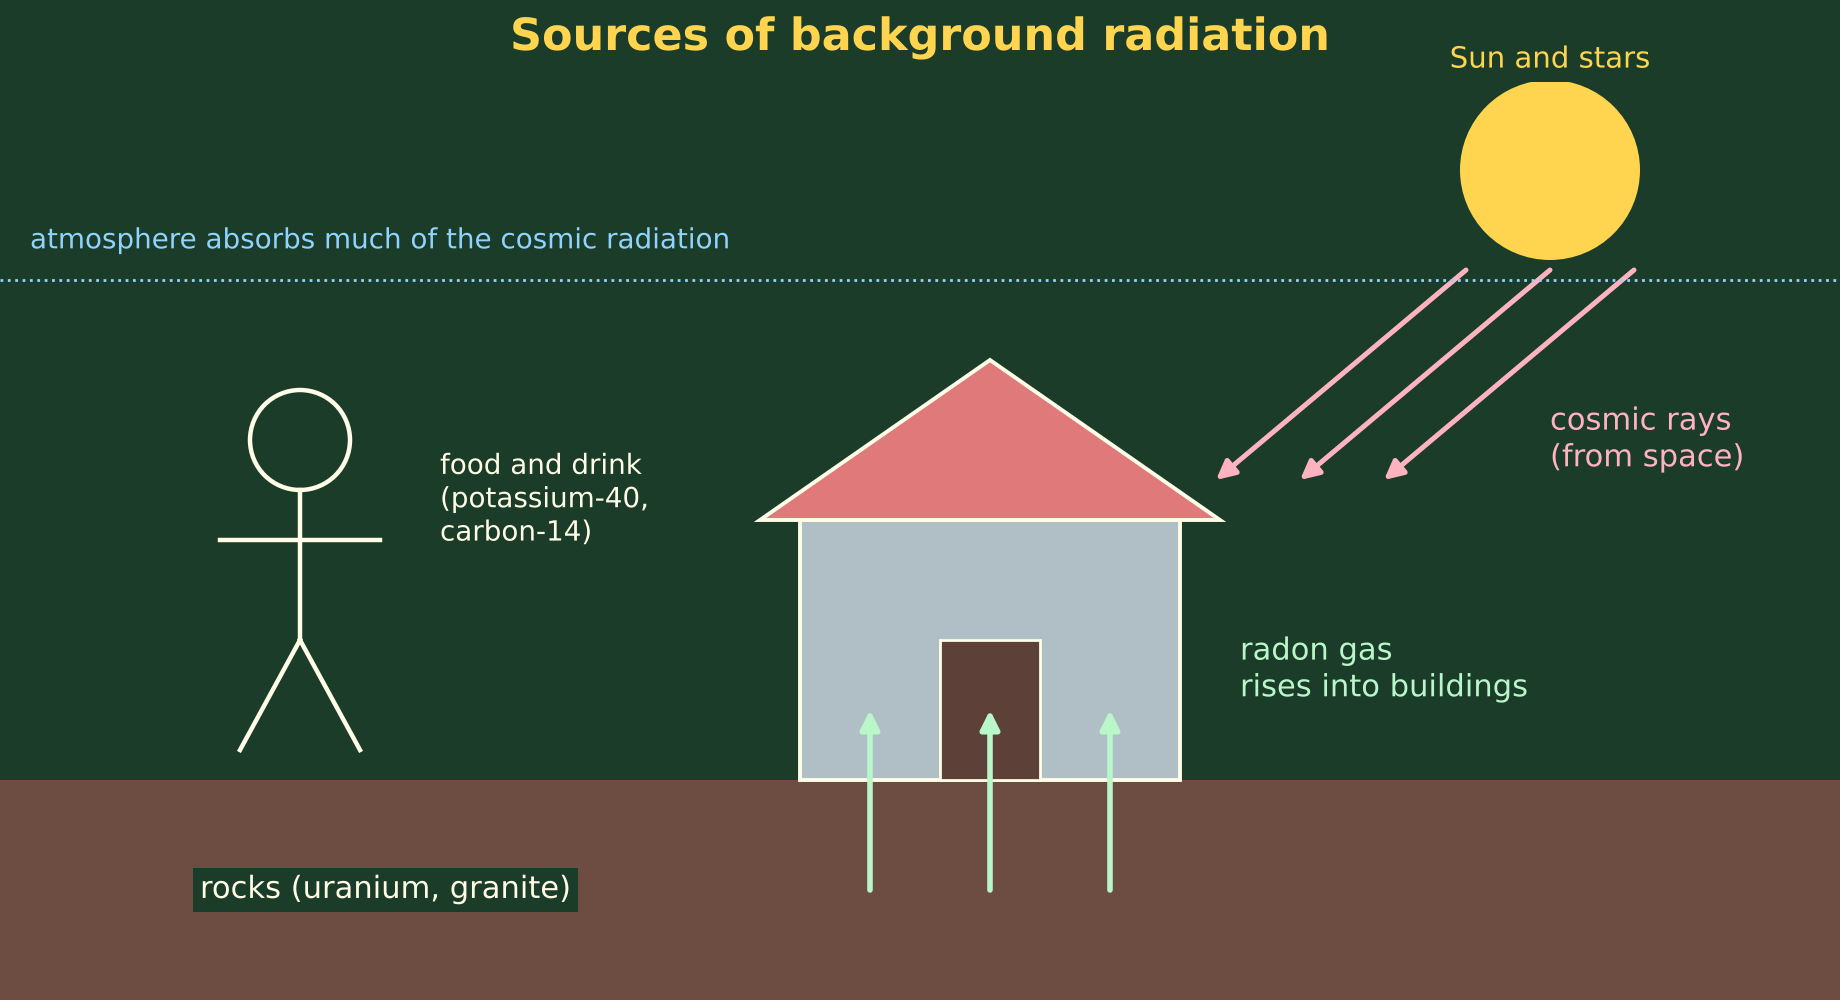 Sources of background radiation
Sun and stars
atmosphere absorbs much of the cosmic radiation
cosmic rays
(from space)
food and drink
(potassium-40,
carbon-14)
radon gas
rises into buildings
rocks (uranium, granite)